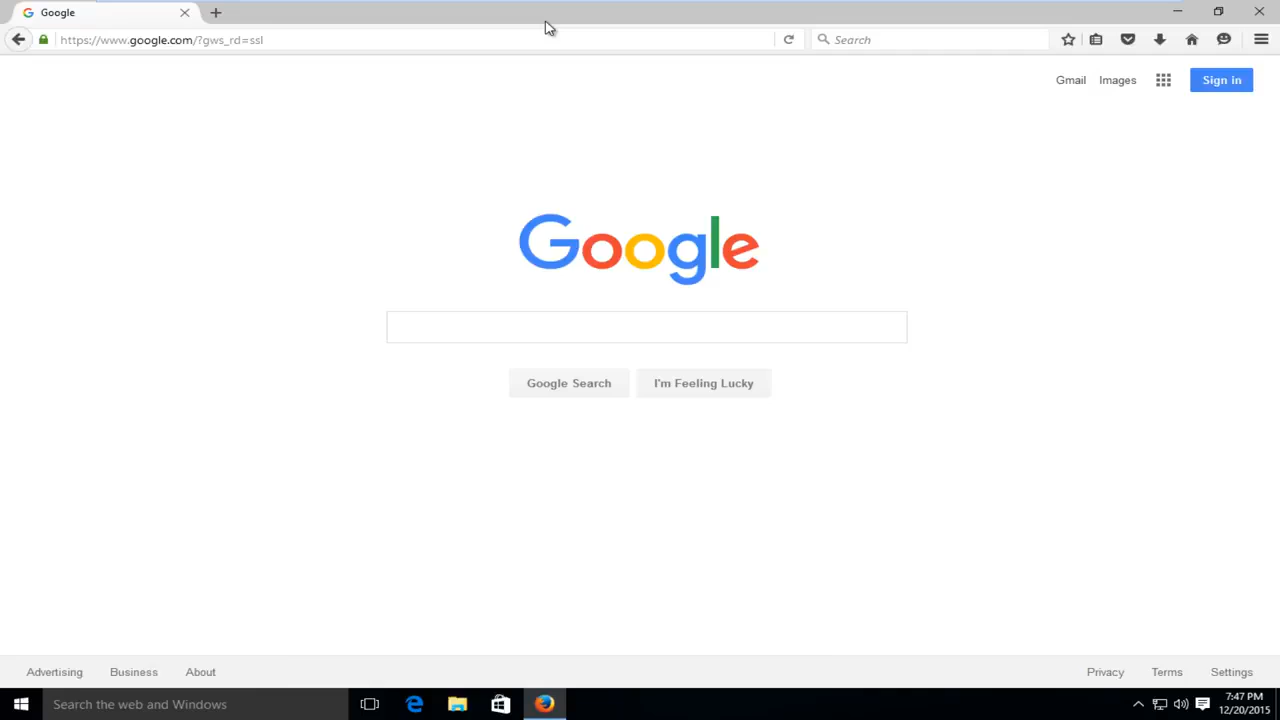 Google
https://www.google.com/?gws_rd=ssl
Search
Gmail Images Sign in
Google
Google Search I'm Feeling Lucky
Advertising Business About Privacy Terms Settings
Search the web and Windows
7:47 PM
12/20/2015